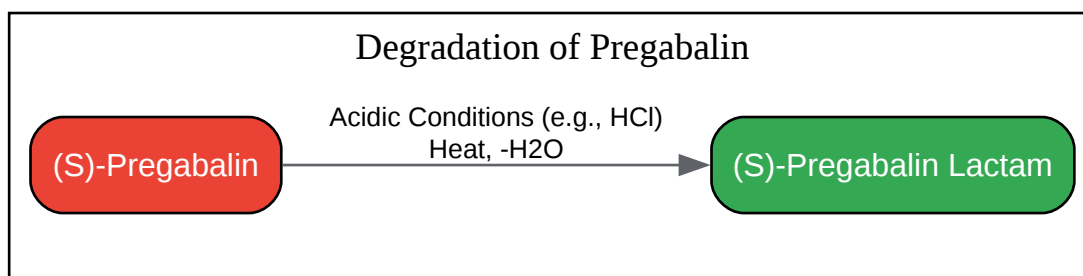 Degradation of Pregabalin
Acidic Conditions (e.g., HCl)
Heat, -H2O
(S)-Pregabalin
(S)-Pregabalin Lactam